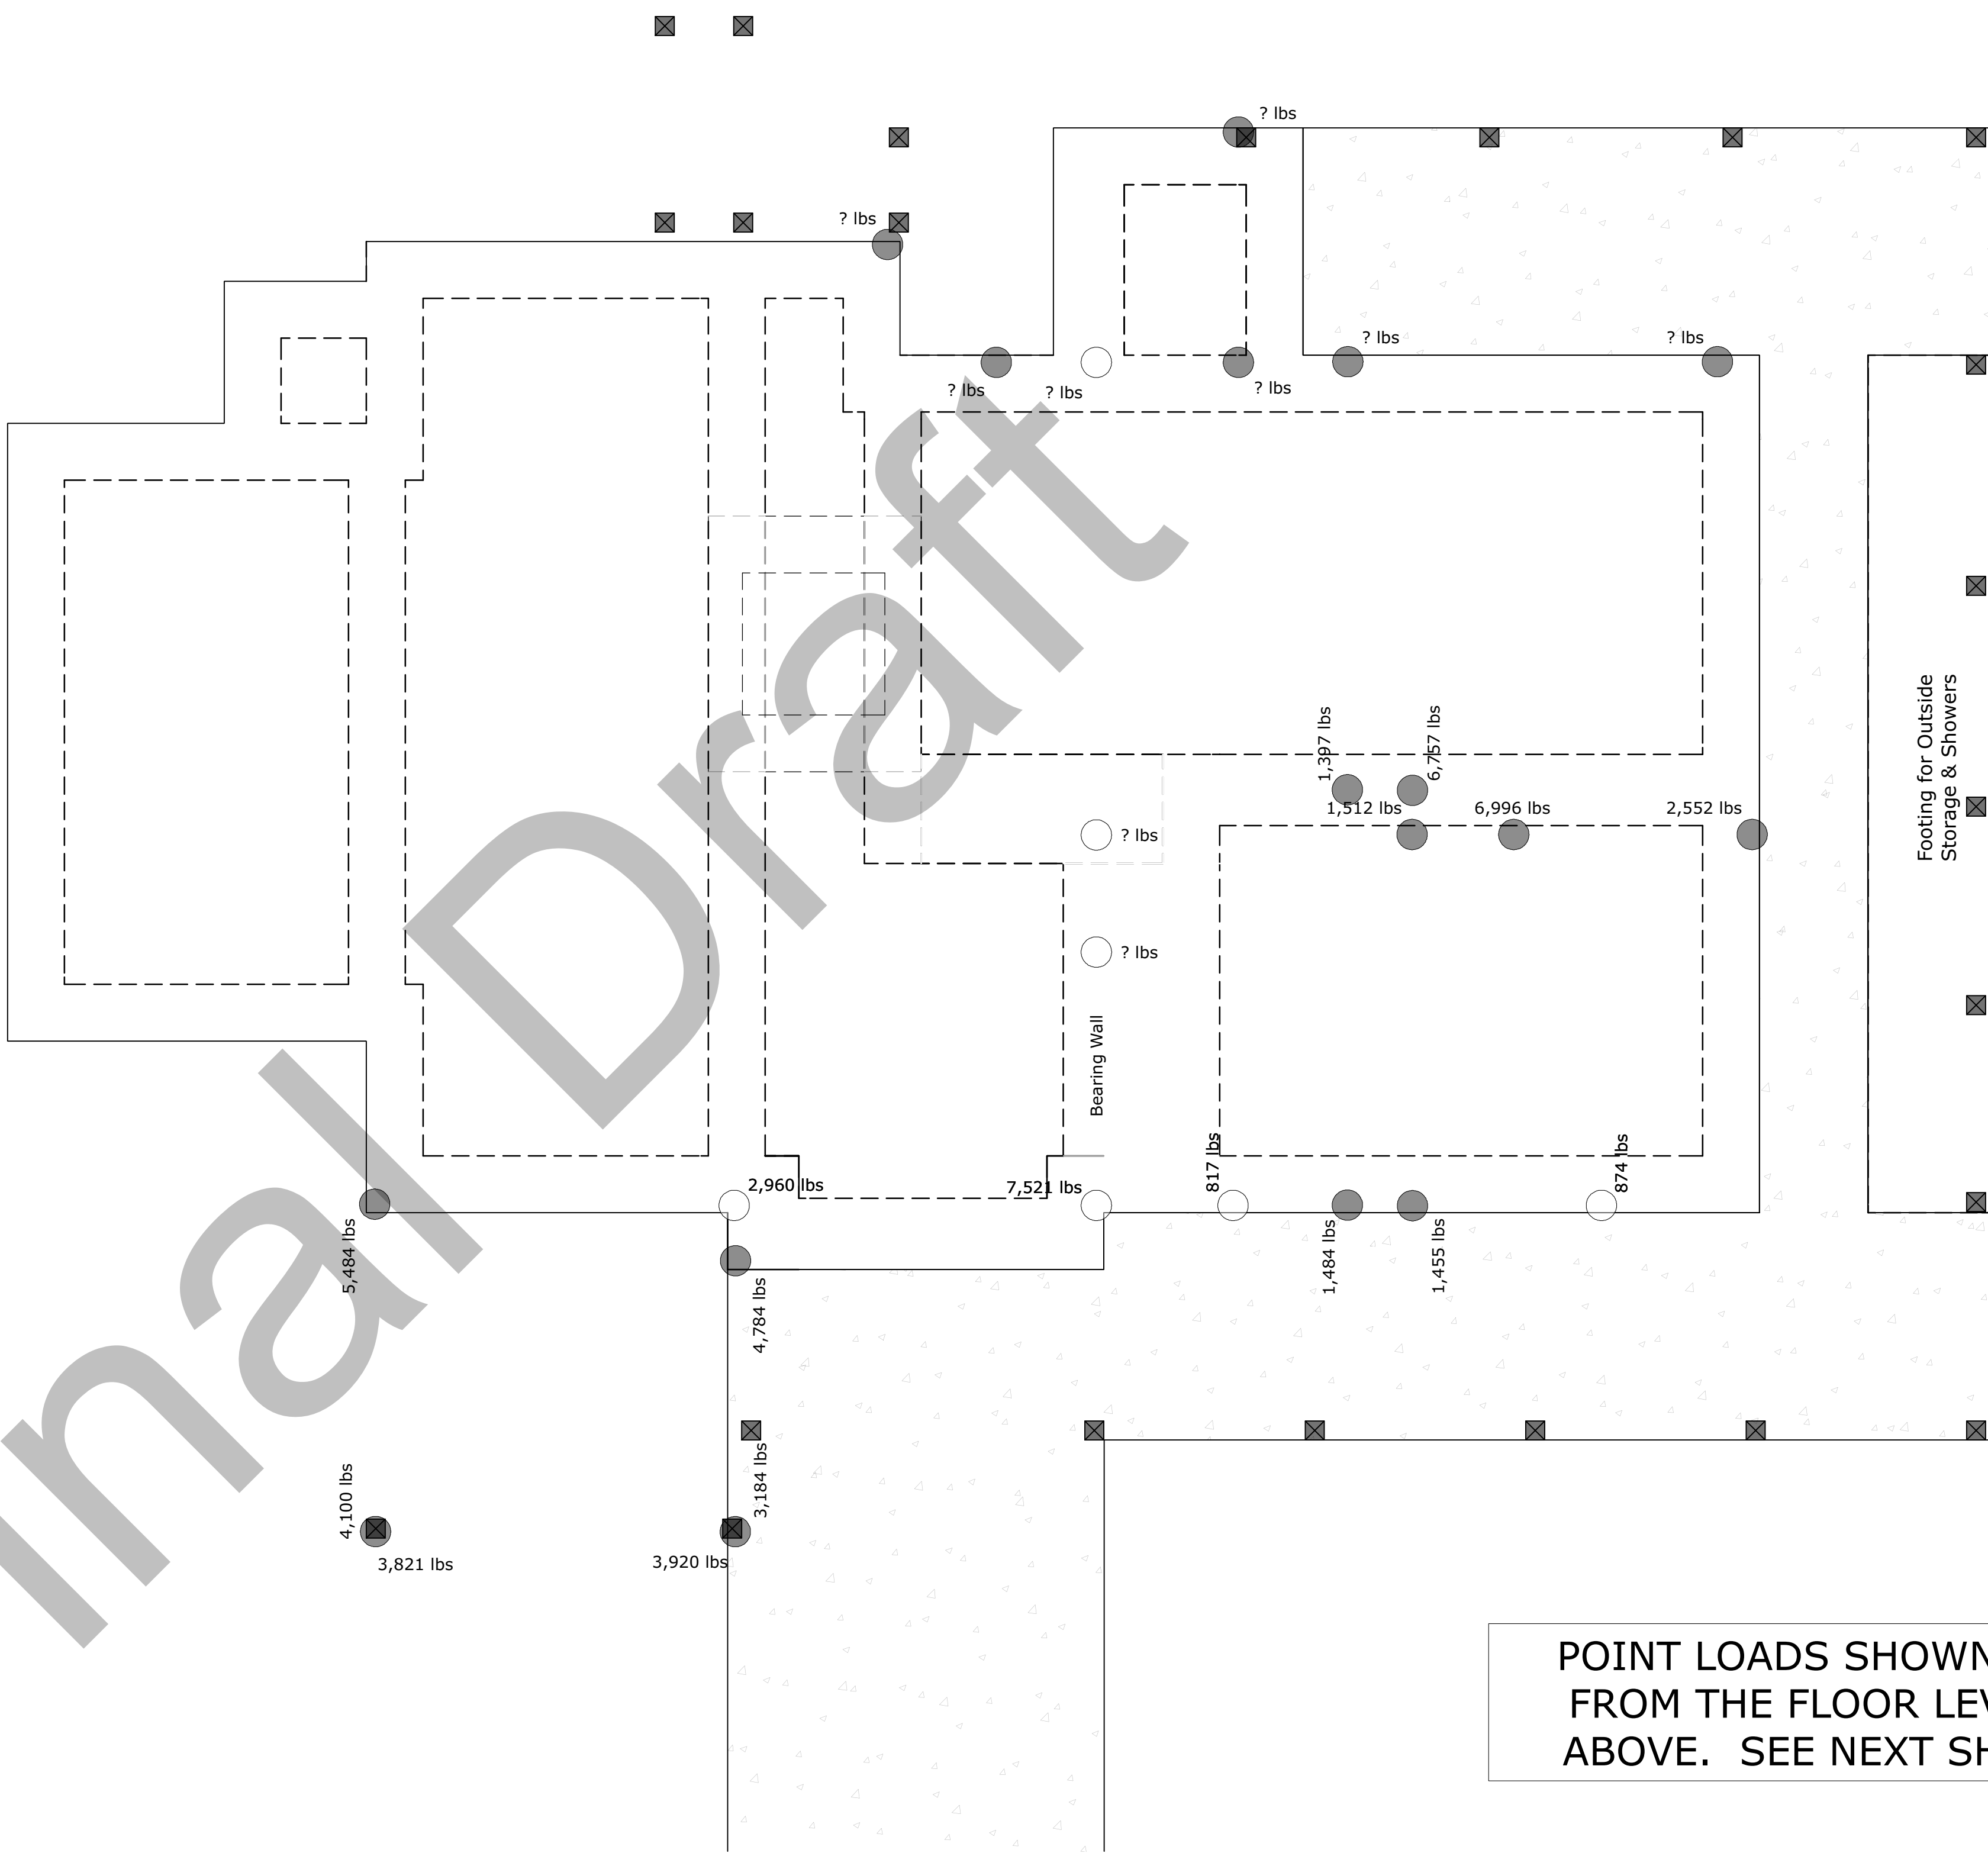 ? lbs
? lbs
? lbs
? lbs
? lbs
? lbs
? lbs
1,397 lbs
6,757 lbs
1,512 lbs
6,996 lbs
2,552 lbs
Footing for Outside
Storage & Showers
? lbs
? lbs
Bearing Wall
817 lbs
874 lbs
2,960 lbs
7,521 lbs
5,484 lbs
4,784 lbs
1,484 lbs
1,455 lbs
4,100 lbs
3,184 lbs
3,821 lbs
3,920 lbs
inal Draft
POINT LOADS SHOWN
FROM THE FLOOR LEV
ABOVE. SEE NEXT SH